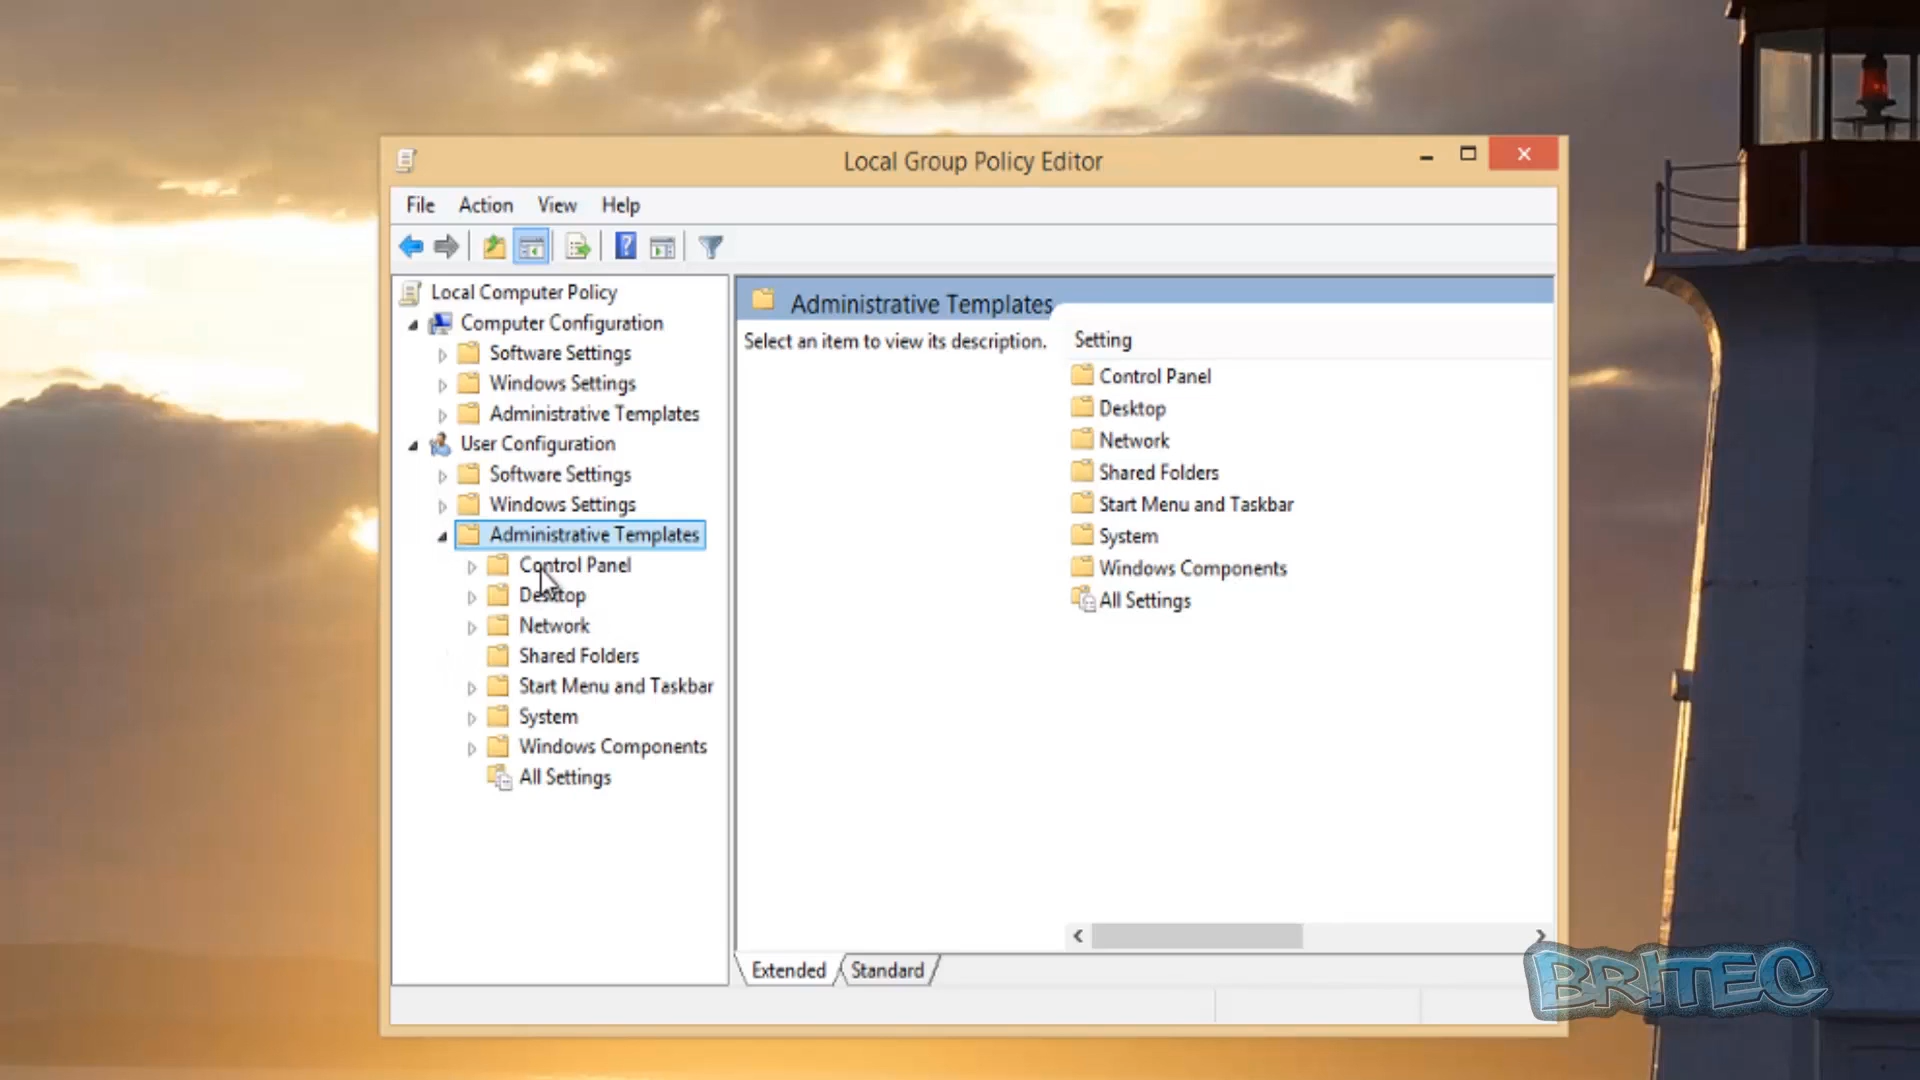 Local Group Policy Editor
File Action View Help
Local Computer Policy
Computer Configuration
Software Settings
Windows Settings
Administrative Templates
User Configuration
Software Settings
Windows Settings
Administrative Templates
Control Panel
Desktop
Network
Shared Folders
Start Menu and Taskbar
System
Windows Components
All Settings
Administrative Templates
Select an item to view its description.
Setting
Control Panel
Desktop
Network
Shared Folders
Start Menu and Taskbar
System
Windows Components
All Settings
Extended Standard
BRITEC